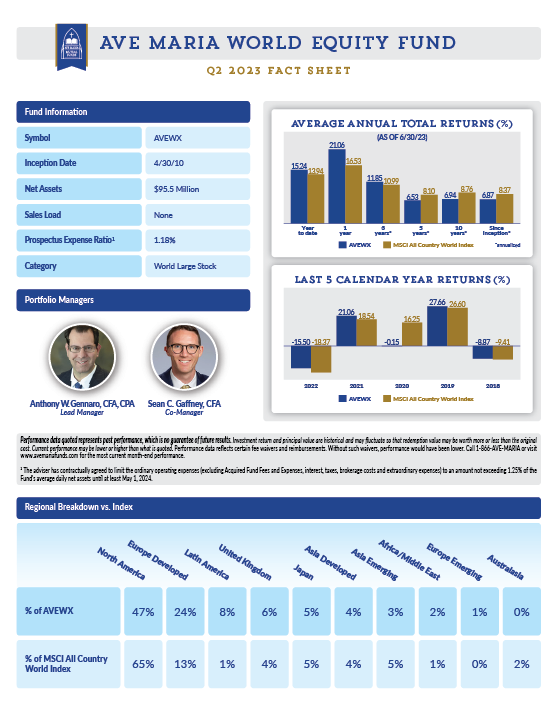 AVE MARIA WORLD EQUITY FUND
Q2 2023 FACT SHEET
Fund Information
Symbol AVEWX
Inception Date 4/30/10
Net Assets $95.5 Million
Sales Load None
Prospectus Expense Ratio¹ 1.18%
Category World Large Stock
Portfolio Managers
Anthony W. Gennaro, CFA, CPA
Lead Manager
Sean C. Gaffney, CFA
Co-Manager
AVERAGE ANNUAL TOTAL RETURNS (%)
(AS OF 6/30/23)
15.24 13.94 21.06 16.53 11.85 10.99 6.53 8.10 6.94 8.76 6.87 8.37
Year to date
1 year
3 years*
5 years*
10 years*
Since Inception*
AVEWX MSCI All Country World Index *annualized
LAST 5 CALENDAR YEAR RETURNS (%)
-15.50 -18.37 21.06 18.54 -0.15 16.25 27.66 26.60 -8.87 -9.41
2022 2021 2020 2019 2018
AVEWX MSCI All Country World Index
Performance data quoted represents past performance, which is no guarantee of future results. Investment return and principal value are historical and may fluctuate so that redemption value may be worth more or less than the original
cost. Current performance may be lower or higher than what is quoted. Performance data reflects certain fee waivers and reimbursements. Without such waivers, performance would have been lower. Call 1-866-AVE-MARIA or visit
www.avemariafunds.com for the most current month-end performance.
¹ The adviser has contractually agreed to limit the ordinary operating expenses (excluding Acquired Fund Fees and Expenses, interest, taxes, brokerage costs and extraordinary expenses) to an amount not exceeding 1.25% of the
Fund's average daily net assets until at least May 1, 2024.
Regional Breakdown vs. Index
North America
Europe Developed
Latin America
United Kingdom
Japan
Asia Developed
Asia Emerging
Africa/Middle East
Europe Emerging
Australasia
% of AVEWX 47% 24% 8% 6% 5% 4% 3% 2% 1% 0%
% of MSCI All Country
World Index 65% 13% 1% 4% 5% 4% 5% 1% 0% 2%